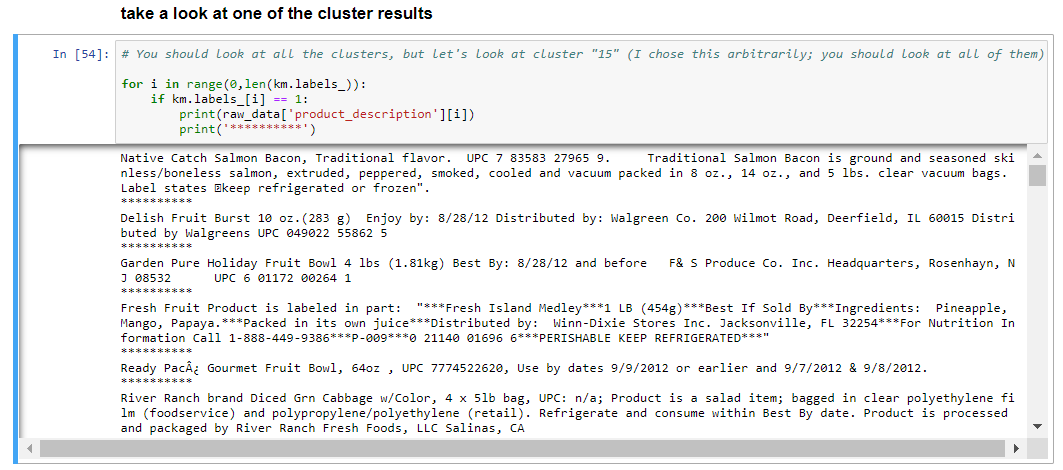 take a look at one of the cluster results
In [54]: # You should look at all the clusters, but let's look at cluster "15" (I chose this arbitrarily; you should look at all of them)
for i in range(0,len(km.labels_)):
    if km.labels_[i] == 1:
        print(raw_data['product_description'][i])
        print('**********')
Native Catch Salmon Bacon, Traditional flavor.  UPC 7 83583 27965 9.    Traditional Salmon Bacon is ground and seasoned ski
nless/boneless salmon, extruded, peppered, smoked, cooled and vacuum packed in 8 oz., 14 oz., and 5 lbs. clear vacuum bags.
Label states �keep refrigerated or frozen".
**********
Delish Fruit Burst 10 oz.(283 g)  Enjoy by: 8/28/12 Distributed by: Walgreen Co. 200 Wilmot Road, Deerfield, IL 60015 Distri
buted by Walgreens UPC 049022 55862 5
**********
Garden Pure Holiday Fruit Bowl 4 lbs (1.81kg) Best By: 8/28/12 and before   F& S Produce Co. Inc. Headquarters, Rosenhayn, N
J 08532      UPC 6 01172 00264 1
**********
Fresh Fruit Product is labeled in part:  "***Fresh Island Medley***1 LB (454g)***Best If Sold By***Ingredients:  Pineapple,
Mango, Papaya.***Packed in its own juice***Distributed by:  Winn-Dixie Stores Inc. Jacksonville, FL 32254***For Nutrition In
formation Call 1-888-449-9386***P-009***0 21140 01696 6***PERISHABLE KEEP REFRIGERATED***"
**********
Ready PacÂ¿ Gourmet Fruit Bowl, 64oz , UPC 7774522620, Use by dates 9/9/2012 or earlier and 9/7/2012 & 9/8/2012.
**********
River Ranch brand Diced Grn Cabbage w/Color, 4 x 5lb bag, UPC: n/a; Product is a salad item; bagged in clear polyethylene fi
lm (foodservice) and polypropylene/polyethylene (retail). Refrigerate and consume within Best By date. Product is processed
and packaged by River Ranch Fresh Foods, LLC Salinas, CA